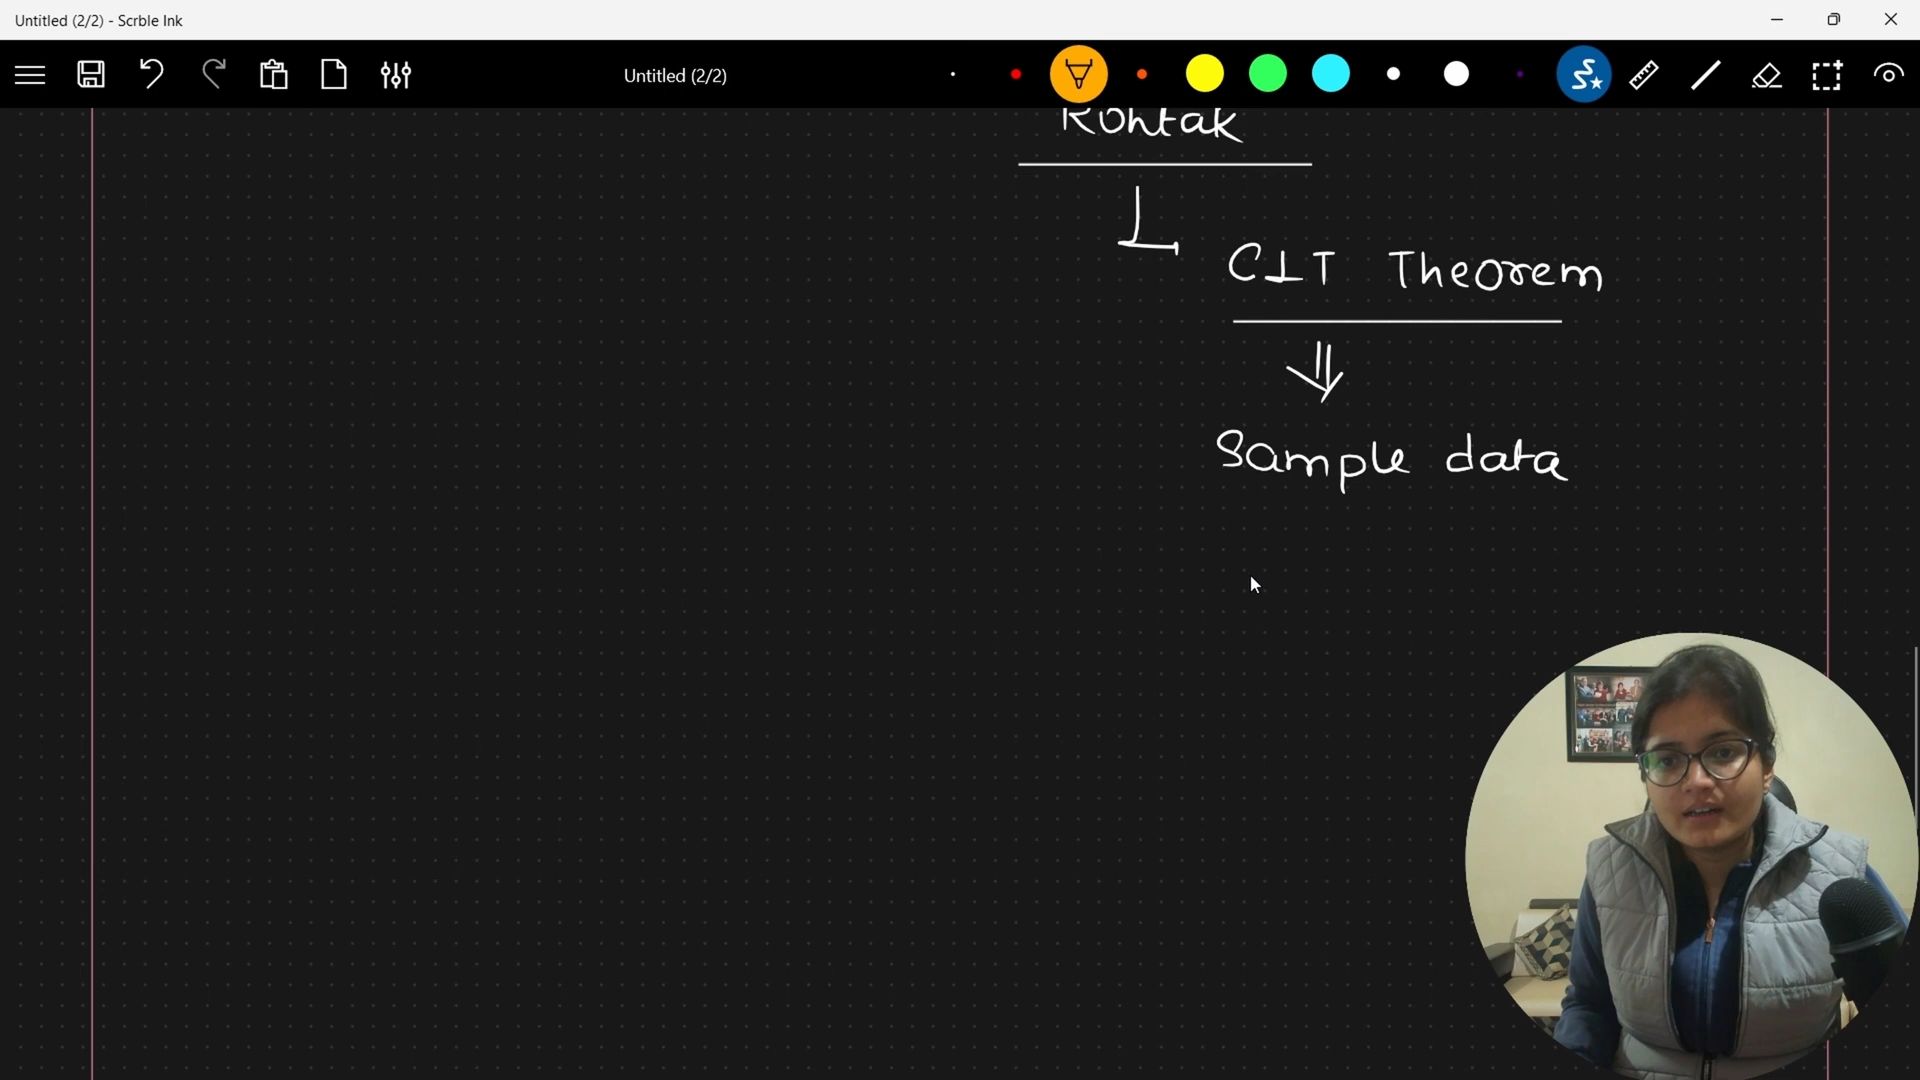 Untitled (2/2) - Scrble Ink
Untitled (2/2)
Rohtak
CLT Theorem
Sample data